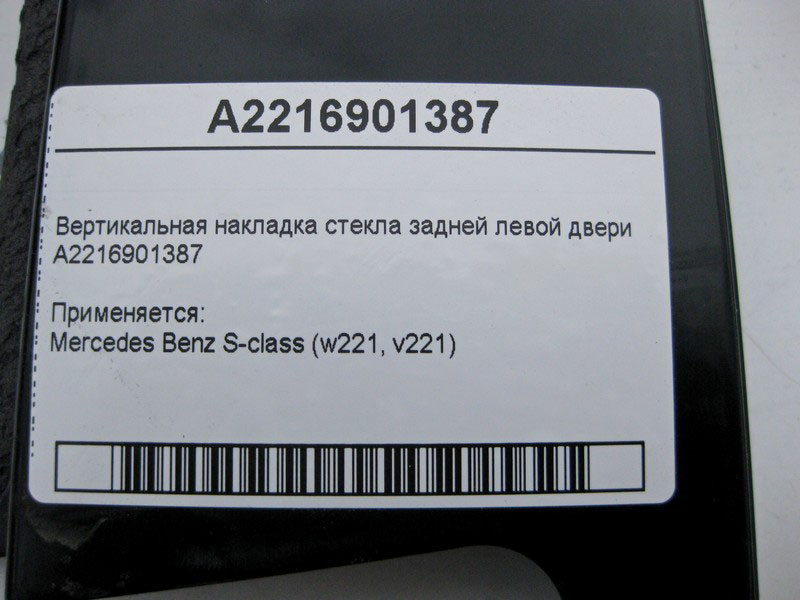 A2216901387
Вертикальная накладка стекла задней левой двери
A2216901387
Применяется:
Mercedes Benz S-class (w221, v221)